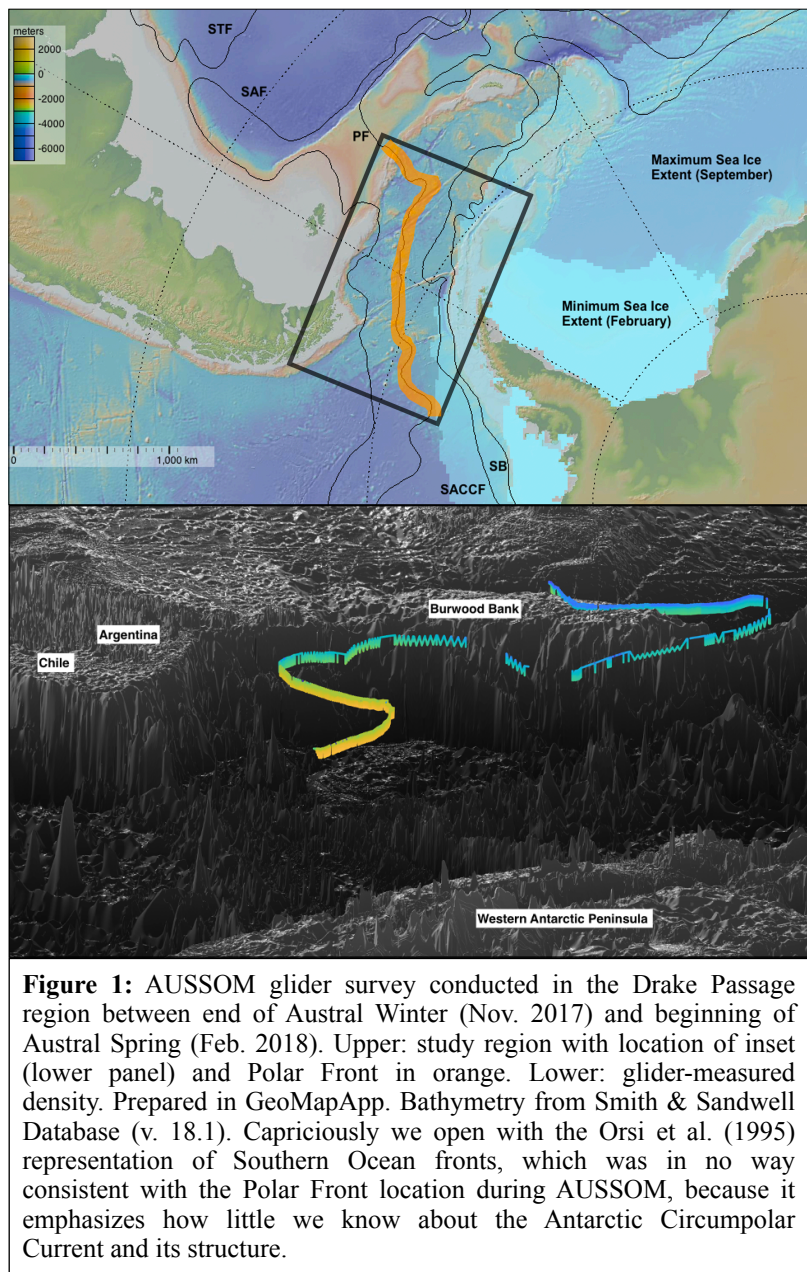 meters
2000
0
-2000
-4000
-6000
STF
SAF
PF
Maximum Sea Ice
Extent (September)
Minimum Sea Ice
Extent (February)
0
1,000 km
SB
SACCF
Burwood Bank
Argentina
Chile
Western Antarctic Peninsula
Figure 1: AUSSOM glider survey conducted in the Drake Passage
region between end of Austral Winter (Nov. 2017) and beginning of
Austral Spring (Feb. 2018). Upper: study region with location of inset
(lower panel) and Polar Front in orange. Lower: glider-measured
density. Prepared in GeoMapApp. Bathymetry from Smith & Sandwell
Database (v. 18.1). Capriciously we open with the Orsi et al. (1995)
representation of Southern Ocean fronts, which was in no way
consistent with the Polar Front location during AUSSOM, because it
emphasizes how little we know about the Antarctic Circumpolar
Current and its structure.